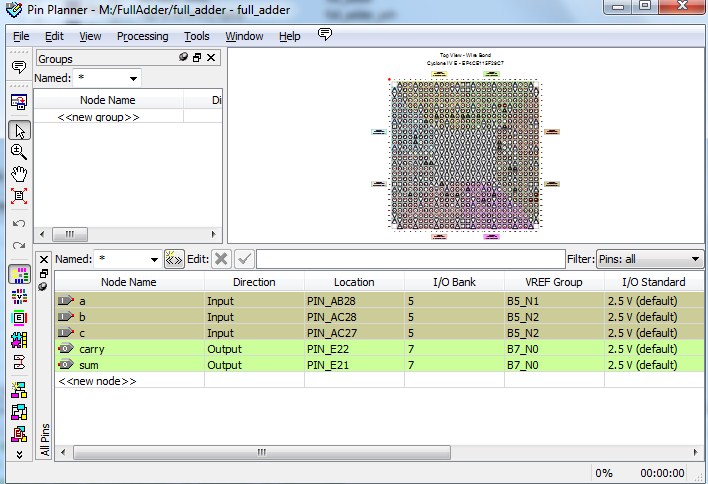 Pin Planner - M:/FullAdder/full_adder - full_adder
File Edit View Processing Tools Window Help
Groups
Named: *
Node Name Di
<<new group>>
Top View - Wire Bond
Cyclone IV E - EP4CE115F29C7
Named: * Edit: Filter: Pins: all
Node Name Direction Location I/O Bank VREF Group I/O Standard
a Input PIN_AB28 5 B5_N1 2.5 V (default)
b Input PIN_AC28 5 B5_N2 2.5 V (default)
c Input PIN_AC27 5 B5_N2 2.5 V (default)
carry Output PIN_E22 7 B7_N0 2.5 V (default)
sum Output PIN_E21 7 B7_N0 2.5 V (default)
<<new node>>
All Pins
0% 00:00:00